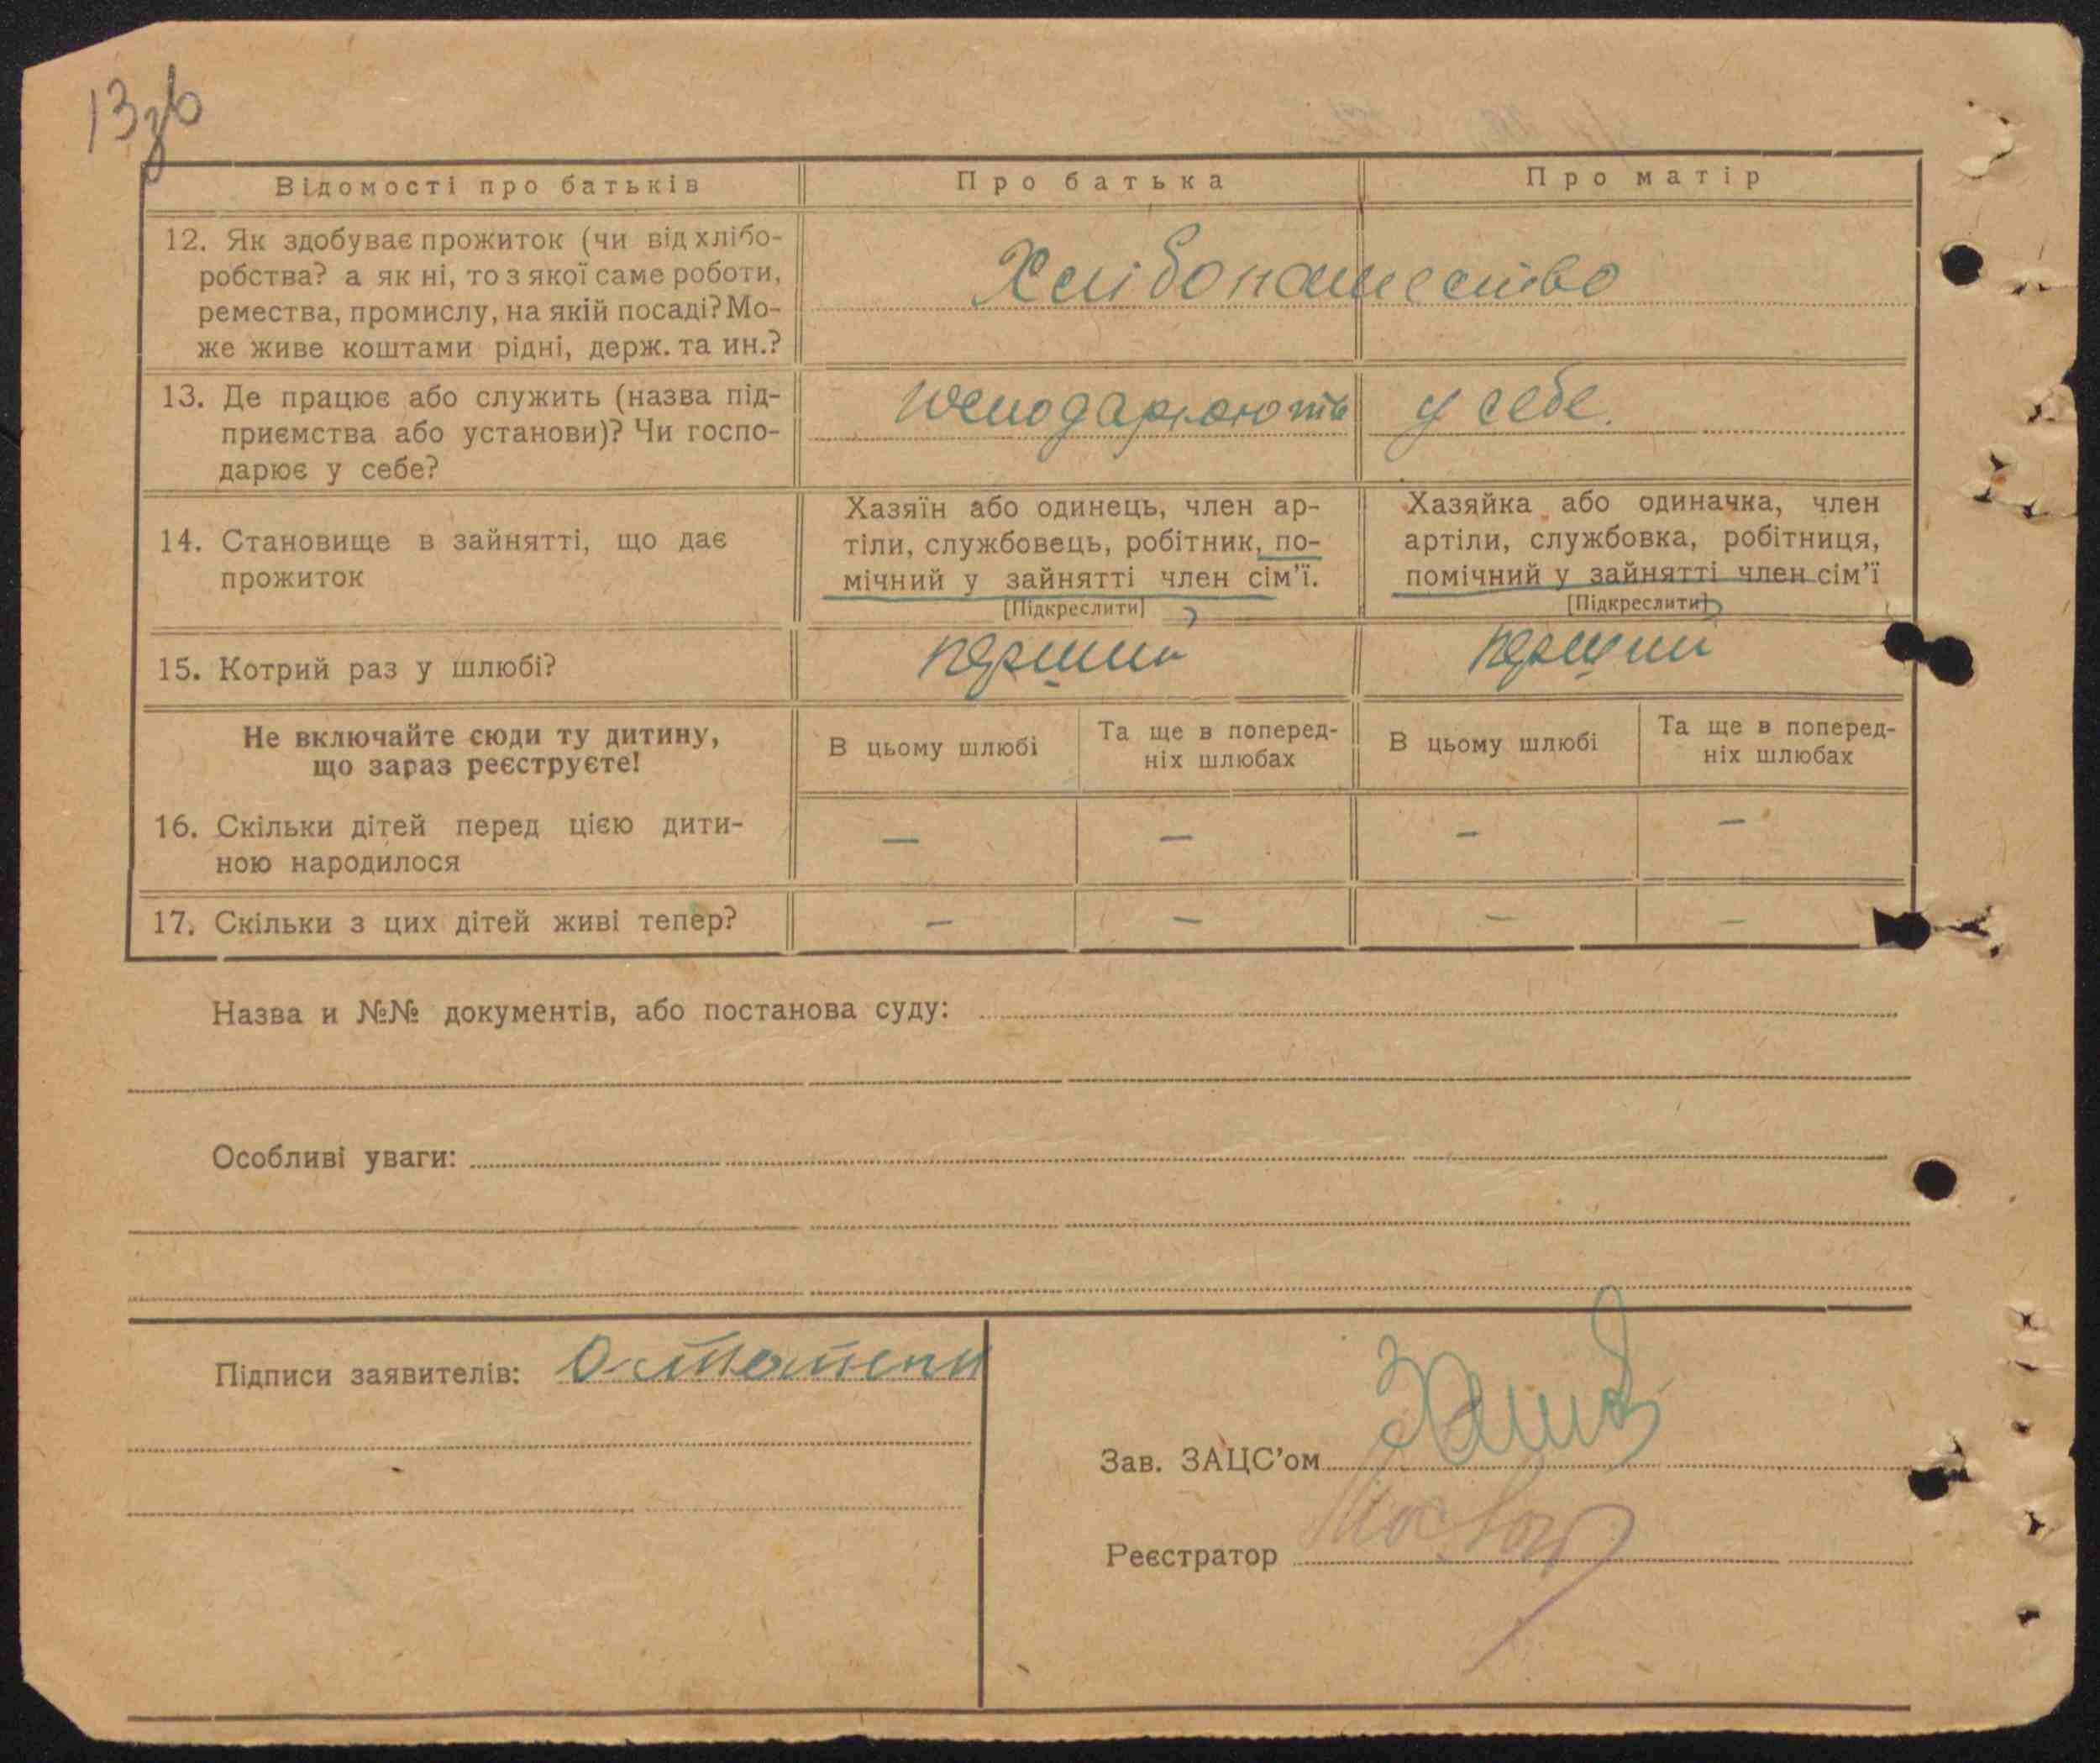 13зв
Відомості про батьків
Про батька
Про матір
12. Як здобуває прожиток (чи від хлібо-
робства? а як ні, то з якої саме роботи,
ремества, промислу, на якій посаді? Мо-
же живе коштами рідні, держ. та ин.?
Хлібопашество
13. Де працює або служить (назва під-
приємства або установи)? Чи госпо-
дарює у себе?
у себе.
14. Становище в зайнятті, що дає
прожиток
Хазяїн або одинець, член ар-
тіли, службовець, робітник, по-
мічний у зайнятті член сім'ї.
[Підкреслити]
Хазяйка або одиначка, член
артіли, службовка, робітниця,
помічний у зайнятті член сім'ї
[Підкреслити]
15. Котрий раз у шлюбі?
перший
перший
Не включайте сюди ту дитину,
що зараз реєструєте!
В цьому шлюбі
Та ще в поперед-
ніх шлюбах
В цьому шлюбі
Та ще в поперед-
ніх шлюбах
16. Скільки дітей перед цією дити-
ною народилося
— — — —
17. Скільки з цих дітей живі тепер?
— — — —
Назва и №№ документів, або постанова суду:
Особливі уваги:
Підписи заявителів:
Зав. ЗАЦС'ом
Реєстратор